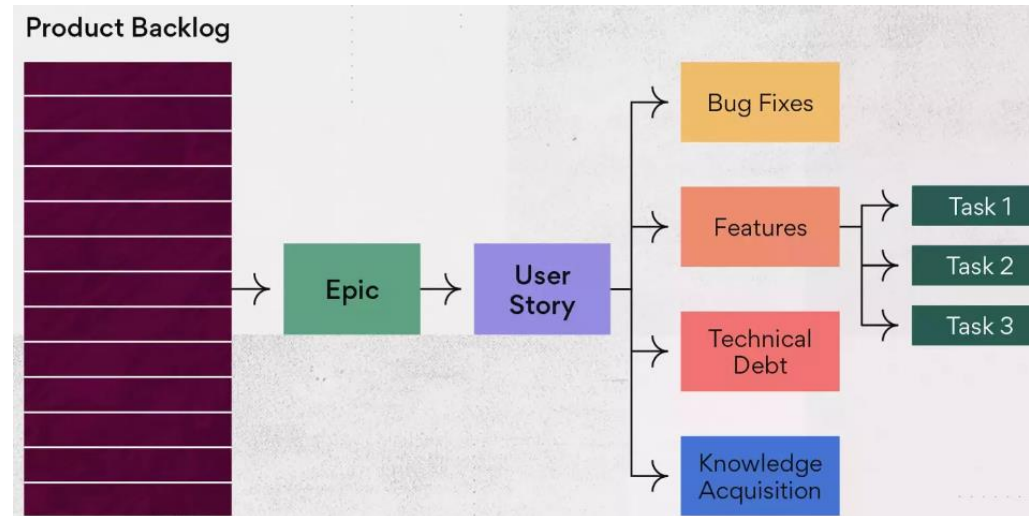 Product Backlog
Epic
User
Story
Bug Fixes
Features
Technical
Debt
Knowledge
Acquisition
Task 1
Task 2
Task 3